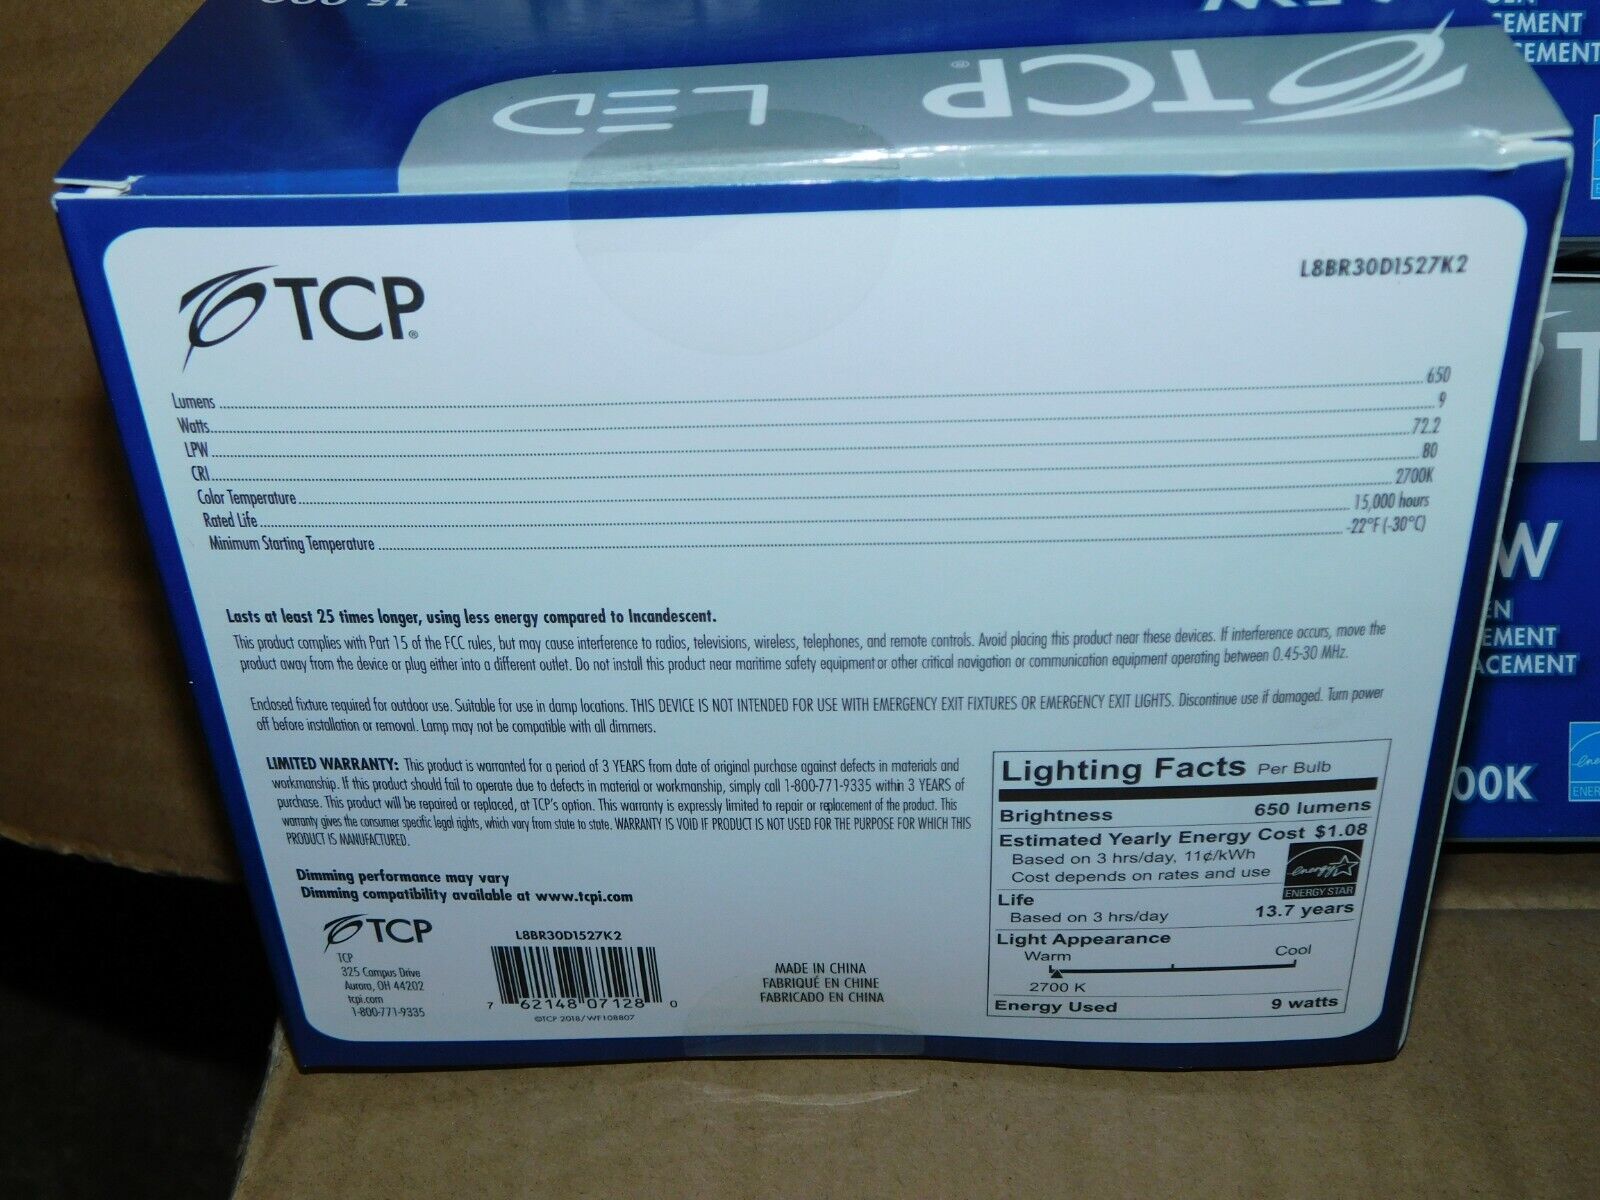 15,000
TCP® LED
EMENT
CEMENT
TCP®
L8BR30D1527K2
Lumens 650
Watts 9
LPW 72.2
CRI 80
Color Temperature 2700K
Rated Life 15,000 hours
Minimum Starting Temperature -22°F (-30°C)
Lasts at least 25 times longer, using less energy compared to Incandescent.
This product complies with Part 15 of the FCC rules, but may cause interference to radios, televisions, wireless, telephones, and remote controls. Avoid placing this product near these devices. If interference occurs, move the
product away from the device or plug either into a different outlet. Do not install this product near maritime safety equipment or other critical navigation or communication equipment operating between 0.45-30 MHz.
Enclosed fixture required for outdoor use. Suitable for use in damp locations. THIS DEVICE IS NOT INTENDED FOR USE WITH EMERGENCY EXIT FIXTURES OR EMERGENCY EXIT LIGHTS. Discontinue use if damaged. Turn power
off before installation or removal. Lamp may not be compatible with all dimmers.
LIMITED WARRANTY: This product is warranted for a period of 3 YEARS from date of original purchase against defects in materials and
workmanship. If this product should fail to operate due to defects in material or workmanship, simply call 1-800-771-9335 within 3 YEARS of
purchase. This product will be repaired or replaced, at TCP's option. This warranty is expressly limited to repair or replacement of the product. This
warranty gives the consumer specific legal rights, which vary from state to state. WARRANTY IS VOID IF PRODUCT IS NOT USED FOR THE PURPOSE FOR WHICH THIS
PRODUCT IS MANUFACTURED.
Dimming performance may vary
Dimming compatibility available at www.tcpi.com
TCP
TCP
325 Campus Drive
Aurora, OH 44202
tcpi.com
1-800-771-9335
L8BR30D1527K2
7 62148 07128 0
©TCP 2018/WF108807
MADE IN CHINA
FABRIQUÉ EN CHINE
FABRICADO EN CHINA
Lighting Facts Per Bulb
Brightness 650 lumens
Estimated Yearly Energy Cost $1.08
Based on 3 hrs/day, 11¢/kWh
Cost depends on rates and use
energy
ENERGY STAR
Life
Based on 3 hrs/day 13.7 years
Light Appearance
Warm Cool
2700 K
Energy Used 9 watts
T
W
EN
EMENT
ACEMENT
00K
ENER